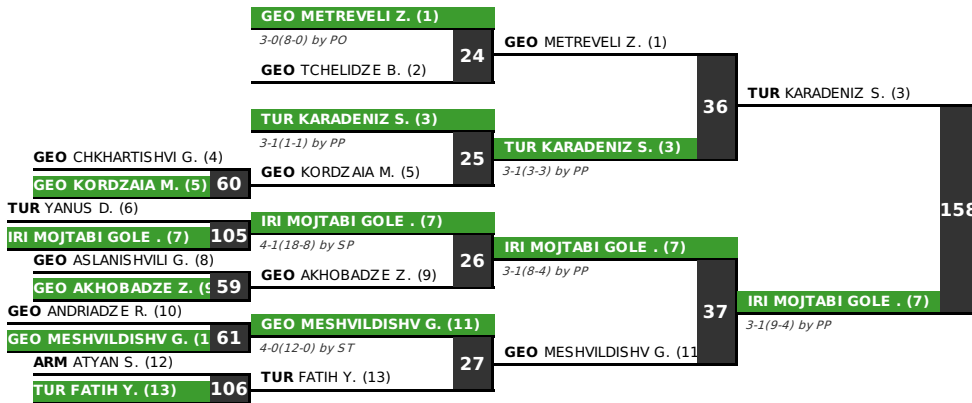 GEO METREVELI Z. (1)
3-0(8-0) by PO
24
GEO TCHELIDZE B. (2)
GEO METREVELI Z. (1)
36
TUR KARADENIZ S. (3)
TUR KARADENIZ S. (3)
3-1(1-1) by PP
25
GEO KORDZAIA M. (5)
TUR KARADENIZ S. (3)
3-1(3-3) by PP
GEO CHKHARTISHVI G. (4)
GEO KORDZAIA M. (5)
60
TUR YANUS D. (6)
IRI MOJTABI GOLE . (7)
105
IRI MOJTABI GOLE . (7)
4-1(18-8) by SP
26
GEO AKHOBADZE Z. (9)
IRI MOJTABI GOLE . (7)
3-1(8-4) by PP
158
GEO ASLANISHVILI G. (8)
GEO AKHOBADZE Z. (9
59
GEO ANDRIADZE R. (10)
GEO MESHVILDISHV G. (1
61
GEO MESHVILDISHV G. (11)
4-0(12-0) by ST
27
TUR FATIH Y. (13)
GEO MESHVILDISHV G. (11
37
IRI MOJTABI GOLE . (7)
3-1(9-4) by PP
ARM ATYAN S. (12)
TUR FATIH Y. (13)
106